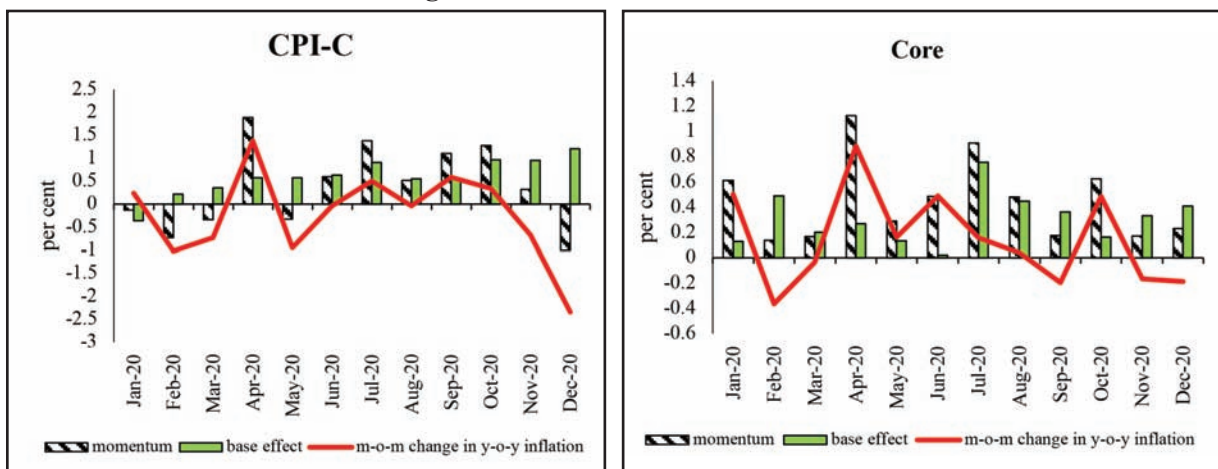 CPI-C
2.5
2
1.5
1
0.5
0
-0.5
-1
-1.5
-2
-2.5
-3
per cent
Jan-20
Feb-20
Mar-20
Apr-20
May-20
Jun-20
Jul-20
Aug-20
Sep-20
Oct-20
Nov-20
Dec-20
momentum base effect m-o-m change in y-o-y inflation
Core
1.4
1.2
1
0.8
0.6
0.4
0.2
0
-0.2
-0.4
-0.6
per cent
Jan-20
Feb-20
Mar-20
Apr-20
May-20
Jun-20
Jul-20
Aug-20
Sep-20
Oct-20
Nov-20
Dec-20
momentum base effect m-o-m change in y-o-y inflation